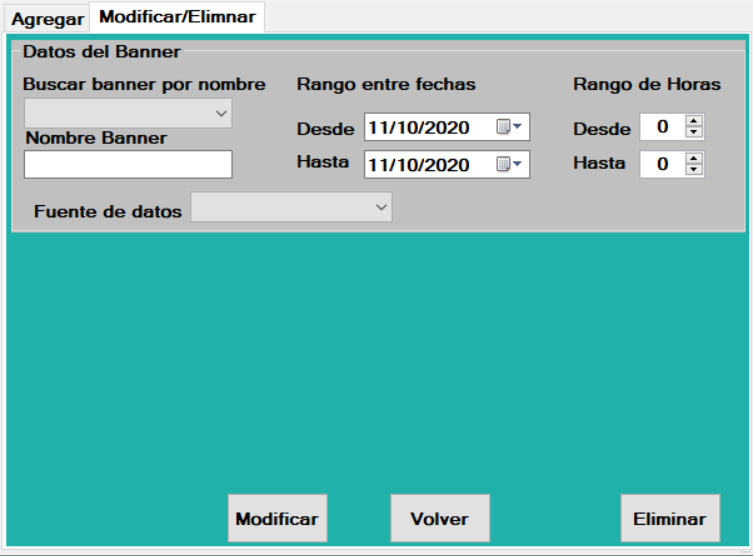 Agregar Modificar/Elimnar
Datos del Banner
Buscar banner por nombre Rango entre fechas Rango de Horas
Desde 11/10/2020 Desde 0
Nombre Banner
Hasta 11/10/2020 Hasta 0
Fuente de datos
Modificar Volver Eliminar